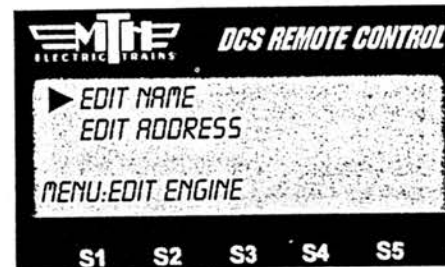 MTH DCS REMOTE CONTROL
ELECTRIC TRAINS
EDIT NAME
EDIT ADDRESS
MENU:EDIT ENGINE
S1 S2 S3 S4 S5